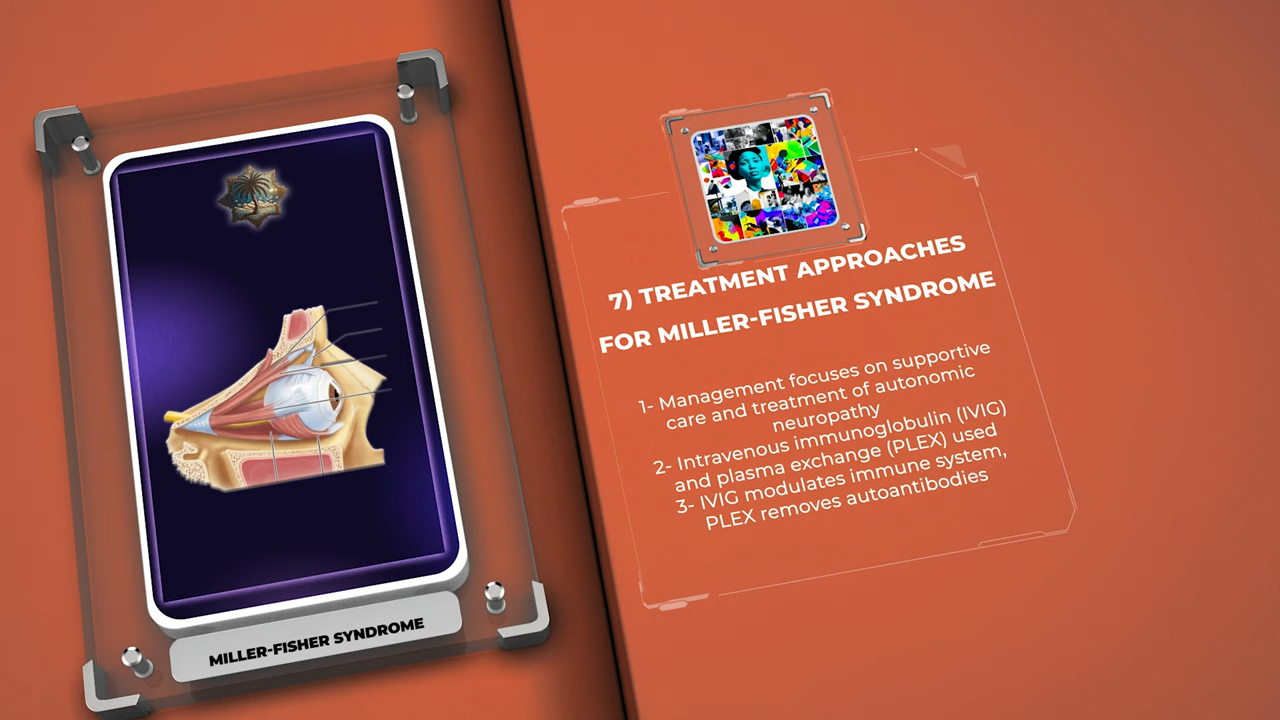 MILLER-FISHER SYNDROME
7) TREATMENT APPROACHES
FOR MILLER-FISHER SYNDROME
1- Management focuses on supportive
care and treatment of autonomic
neuropathy
2- Intravenous immunoglobulin (IVIG)
and plasma exchange (PLEX) used
3- IVIG modulates immune system,
PLEX removes autoantibodies